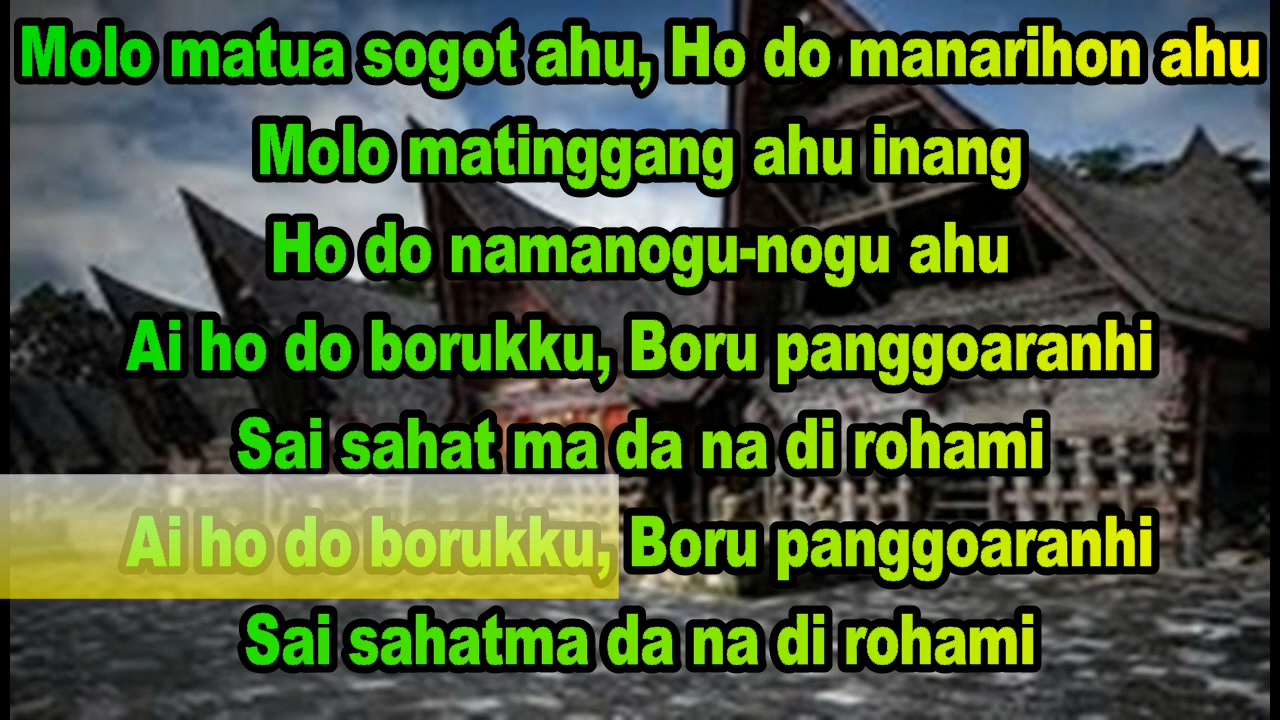 Molo matua sogot ahu, Ho do manarihon ahu
Molo matinggang ahu inang
Ho do namanogu-nogu ahu
Ai ho do borukku, Boru panggoaranhi
Sai sahat ma da na di rohami
Ai ho do borukku, Boru panggoaranhi
Sai sahatma da na di rohami